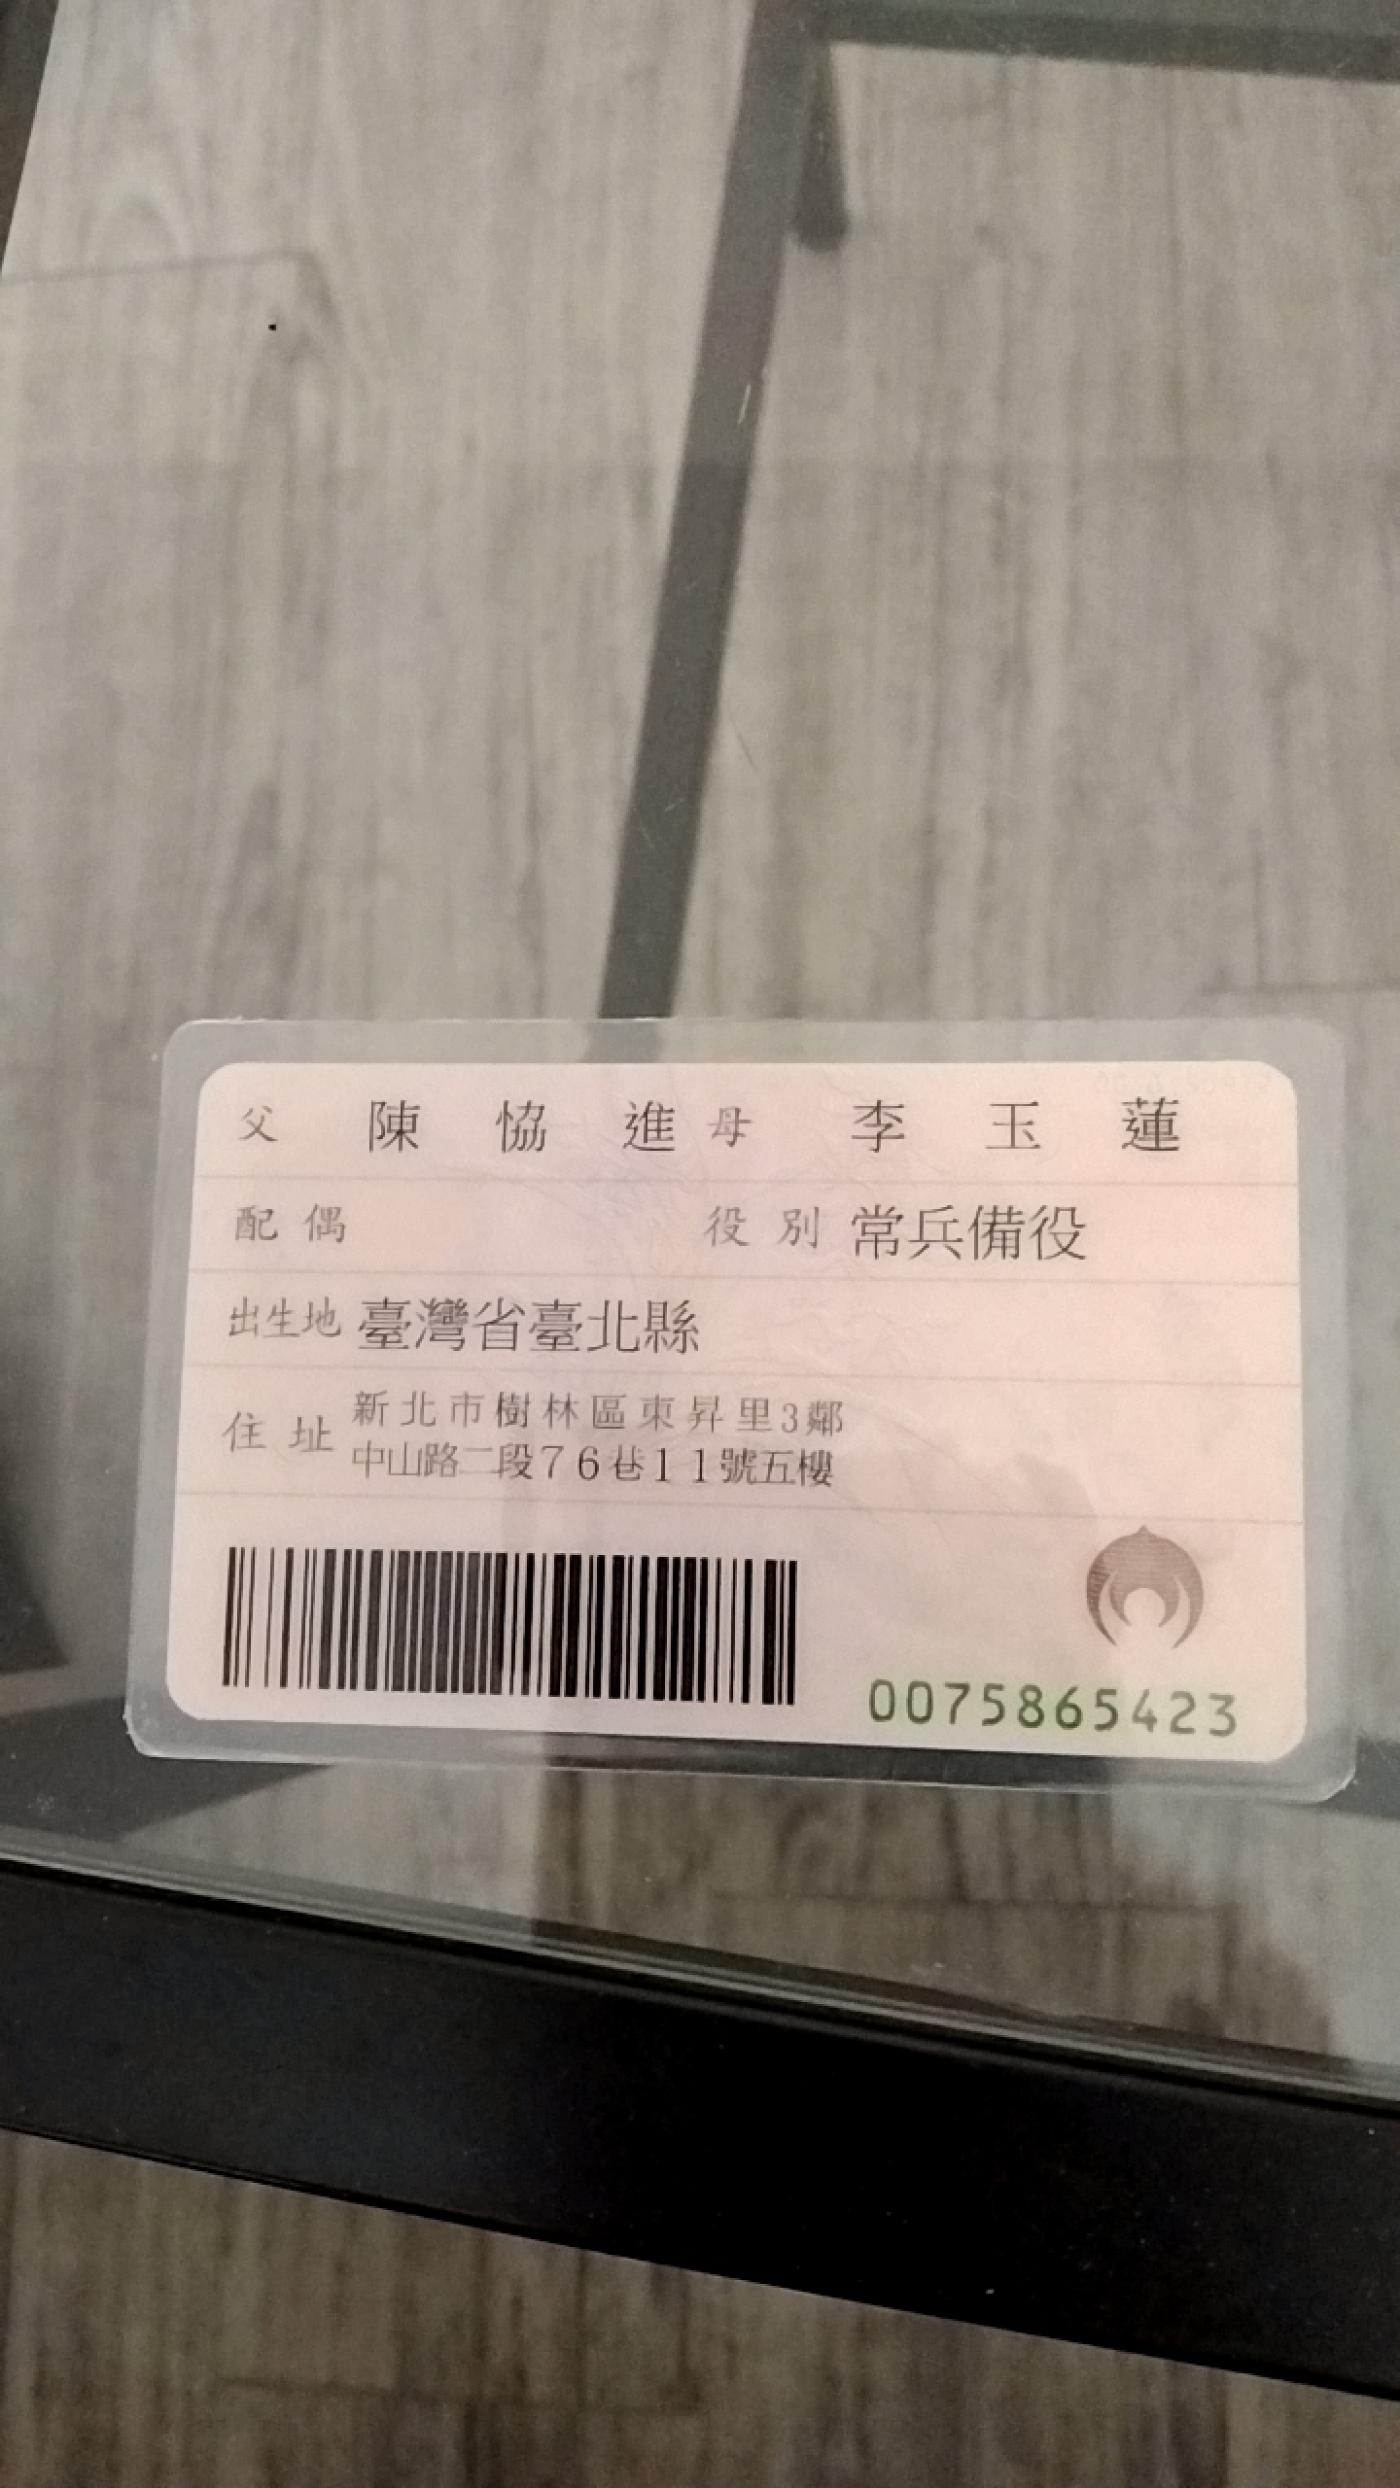 父 陳協進 母 李玉蓮
配偶 役別 常兵備役
出生地 臺灣省臺北縣
住址 新北市樹林區東昇里3鄰
中山路二段76巷11號五樓
0075865423